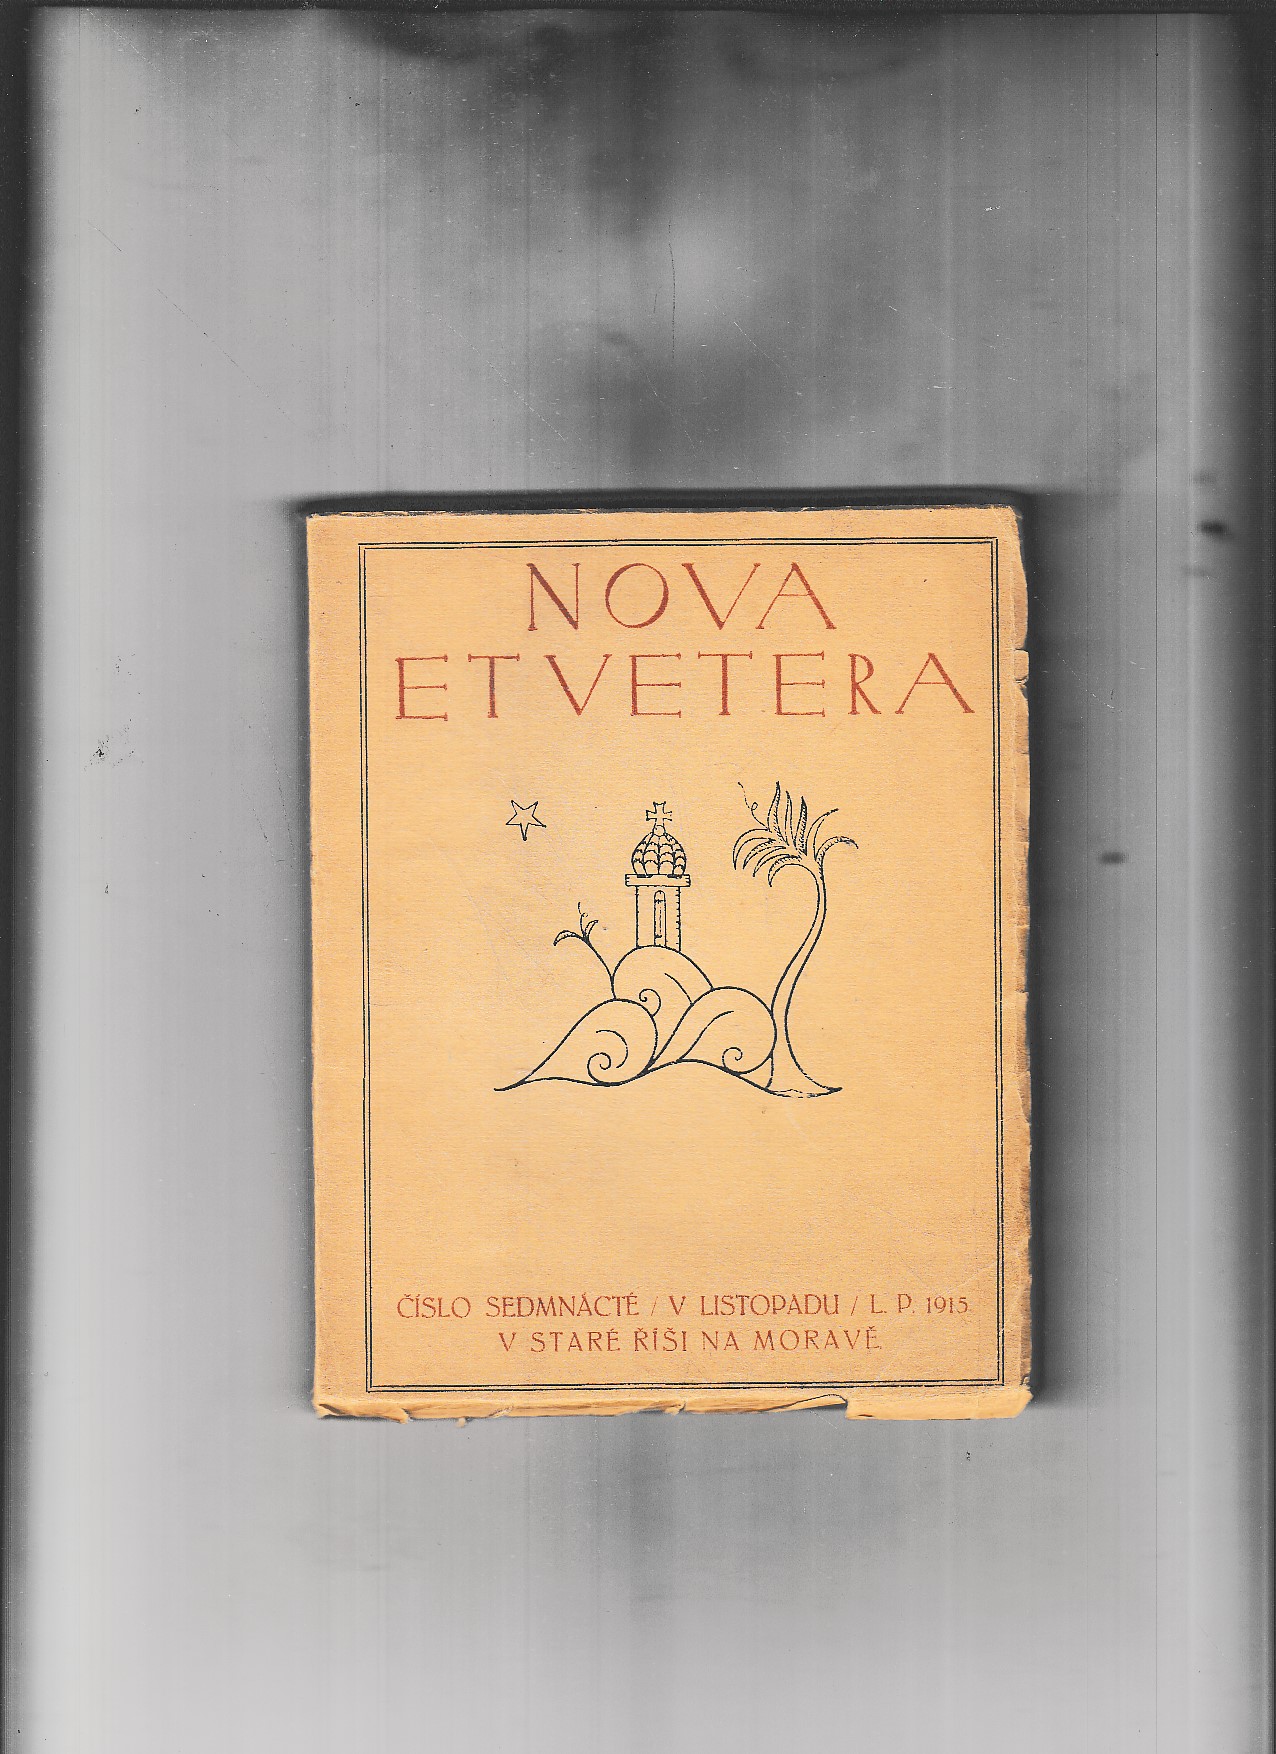 NOVA
ET VETERA
ČÍSLO SEDMNÁCTÉ / V LISTOPADU / L. P. 1915
V STARÉ ŘÍŠI NA MORAVĚ